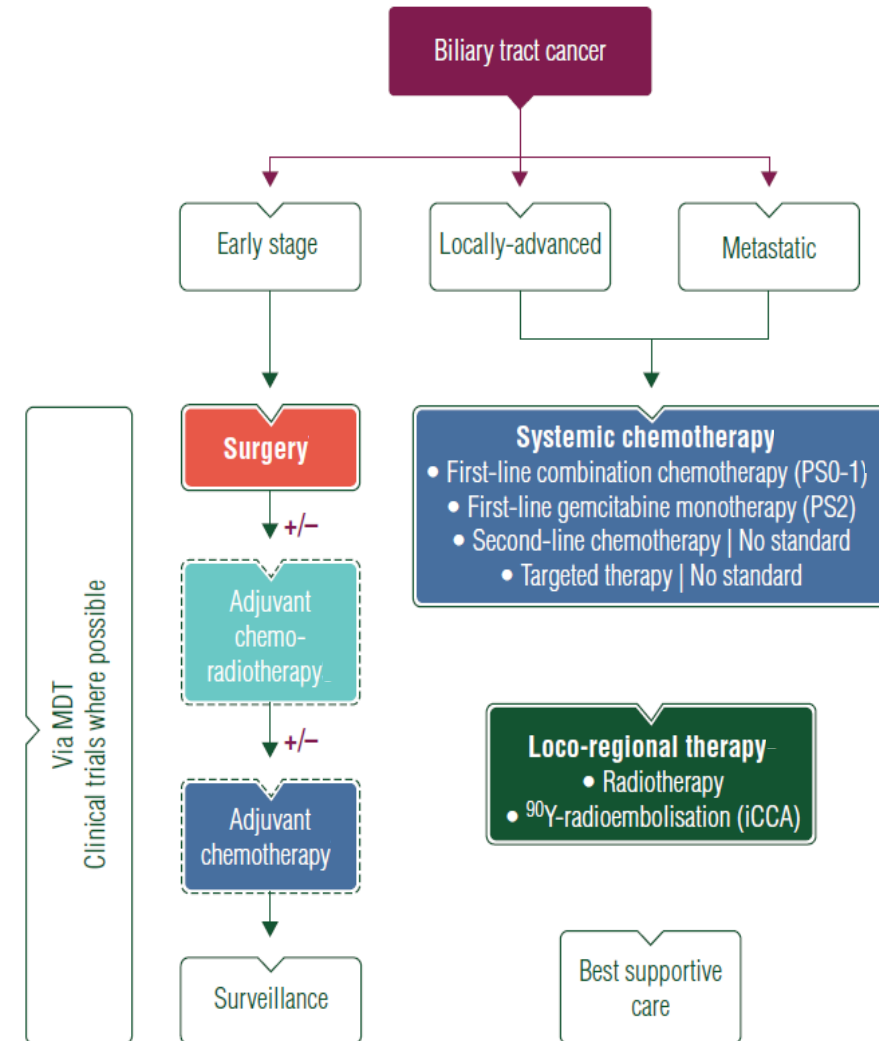 Biliary tract cancer
Early stage
Locally-advanced
Metastatic
Via MDT
Clinical trials where possible
Surgery
+/–
Adjuvant
chemo-
radiotherapy
+/–
Adjuvant
chemotherapy
Surveillance
Systemic chemotherapy
• First-line combination chemotherapy (PS0-1)
• First-line gemcitabine monotherapy (PS2)
• Second-line chemotherapy | No standard
• Targeted therapy | No standard
Loco-regional therapy
• Radiotherapy
• ⁹⁰Y-radioembolisation (iCCA)
Best supportive
care